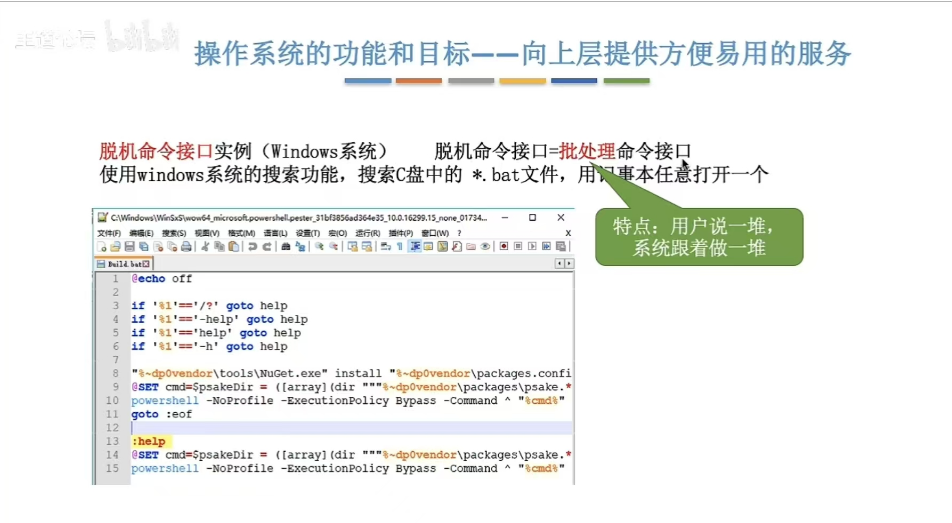 bilibili
操作系统的功能和目标——向上层提供方便易用的服务
脱机命令接口实例（Windows系统） 脱机命令接口=批处理命令接口
使用windows系统的搜索功能，搜索C盘中的 *.bat文件，用记事本任意打开一个
特点：用户说一堆，
系统跟着做一堆
C:\Windows\WinSxS\wow64_microsoft.powershell.pester_31bf3856ad364e35_10.0.16299.15_none_01734...
文件(F) 编辑(E) 搜索(S) 视图(V) 格式(M) 语言(L) 设置(T) 宏(O) 运行(R) 插件(P) 窗口(W) ? X
Build.bat
1 @echo off
2
3 if '%1'=='/?' goto help
4 if '%1'=='-help' goto help
5 if '%1'=='help' goto help
6 if '%1'=='-h' goto help
7
8 "%~dp0vendor\tools\NuGet.exe" install "%~dp0vendor\packages.confi
9 @SET cmd=$psakeDir = ([array](dir """%~dp0vendor\packages\psake.*
10 powershell -NoProfile -ExecutionPolicy Bypass -Command ^ "%cmd%"
11 goto :eof
12
13 :help
14 @SET cmd=$psakeDir = ([array](dir """%~dp0vendor\packages\psake.*
15 powershell -NoProfile -ExecutionPolicy Bypass -Command ^ "%cmd%"